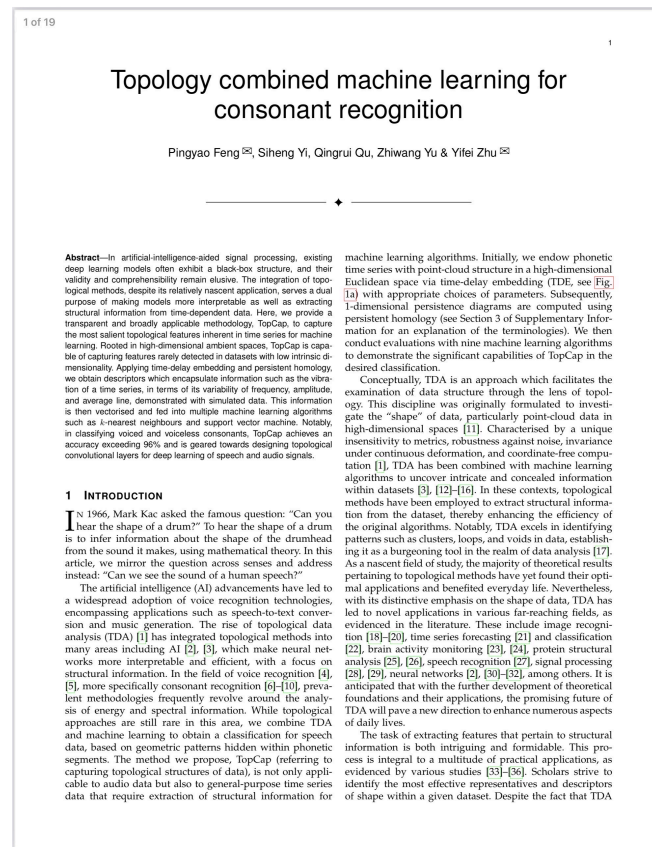 1 of 19
1
Topology combined machine learning for
consonant recognition
Pingyao Feng ✉, Siheng Yi, Qingrui Qu, Zhiwang Yu & Yifei Zhu ✉
Abstract—In artificial-intelligence-aided signal processing, existing
deep learning models often exhibit a black-box structure, and their
validity and comprehensibility remain elusive. The integration of topo-
logical methods, despite its relatively nascent application, serves a dual
purpose of making models more interpretable as well as extracting
structural information from time-dependent data. Here, we provide a
transparent and broadly applicable methodology, TopCap, to capture
the most salient topological features inherent in time series for machine
learning. Rooted in high-dimensional ambient spaces, TopCap is capa-
ble of capturing features rarely detected in datasets with low intrinsic di-
mensionality. Applying time-delay embedding and persistent homology,
we obtain descriptors which encapsulate information such as the vibra-
tion of a time series, in terms of its variability of frequency, amplitude,
and average line, demonstrated with simulated data. This information
is then vectorised and fed into multiple machine learning algorithms
such as k-nearest neighbours and support vector machine. Notably,
in classifying voiced and voiceless consonants, TopCap achieves an
accuracy exceeding 96% and is geared towards designing topological
convolutional layers for deep learning of speech and audio signals.
1 INTRODUCTION
IN 1966, Mark Kac asked the famous question: "Can you
hear the shape of a drum?" To hear the shape of a drum
is to infer information about the shape of the drumhead
from the sound it makes, using mathematical theory. In this
article, we mirror the question across senses and address
instead: "Can we see the sound of a human speech?"
The artificial intelligence (AI) advancements have led to
a widespread adoption of voice recognition technologies,
encompassing applications such as speech-to-text conver-
sion and music generation. The rise of topological data
analysis (TDA) [1] has integrated topological methods into
many areas including AI [2], [3], which make neural net-
works more interpretable and efficient, with a focus on
structural information. In the field of voice recognition [4],
[5], more specifically consonant recognition [6]–[10], preva-
lent methodologies frequently revolve around the analy-
sis of energy and spectral information. While topological
approaches are still rare in this area, we combine TDA
and machine learning to obtain a classification for speech
data, based on geometric patterns hidden within phonetic
segments. The method we propose, TopCap (referring to
capturing topological structures of data), is not only appli-
cable to audio data but also to general-purpose time series
data that require extraction of structural information for
machine learning algorithms. Initially, we endow phonetic
time series with point-cloud structure in a high-dimensional
Euclidean space via time-delay embedding (TDE, see Fig.
1a) with appropriate choices of parameters. Subsequently,
1-dimensional persistence diagrams are computed using
persistent homology (see Section 3 of Supplementary Infor-
mation for an explanation of the terminologies). We then
conduct evaluations with nine machine learning algorithms
to demonstrate the significant capabilities of TopCap in the
desired classification.
Conceptually, TDA is an approach which facilitates the
examination of data structure through the lens of topol-
ogy. This discipline was originally formulated to investi-
gate the "shape" of data, particularly point-cloud data in
high-dimensional spaces [11]. Characterised by a unique
insensitivity to metrics, robustness against noise, invariance
under continuous deformation, and coordinate-free compu-
tation [1], TDA has been combined with machine learning
algorithms to uncover intricate and concealed information
within datasets [3], [12]–[16]. In these contexts, topological
methods have been employed to extract structural informa-
tion from the dataset, thereby enhancing the efficiency of
the original algorithms. Notably, TDA excels in identifying
patterns such as clusters, loops, and voids in data, establish-
ing it as a burgeoning tool in the realm of data analysis [17].
As a nascent field of study, the majority of theoretical results
pertaining to topological methods have yet found their opti-
mal applications and benefited everyday life. Nevertheless,
with its distinctive emphasis on the shape of data, TDA has
led to novel applications in various far-reaching fields, as
evidenced in the literature. These include image recogni-
tion [18]–[20], time series forecasting [21] and classification
[22], brain activity monitoring [23], [24], protein structural
analysis [25], [26], speech recognition [27], signal processing
[28], [29], neural networks [2], [30]–[32], among others. It is
anticipated that with the further development of theoretical
foundations and their applications, the promising future of
TDA will pave a new direction to enhance numerous aspects
of daily lives.
The task of extracting features that pertain to structural
information is both intriguing and formidable. This pro-
cess is integral to a multitude of practical applications, as
evidenced by various studies [33]–[36]. Scholars strive to
identify the most effective representatives and descriptors
of shape within a given dataset. Despite the fact that TDA